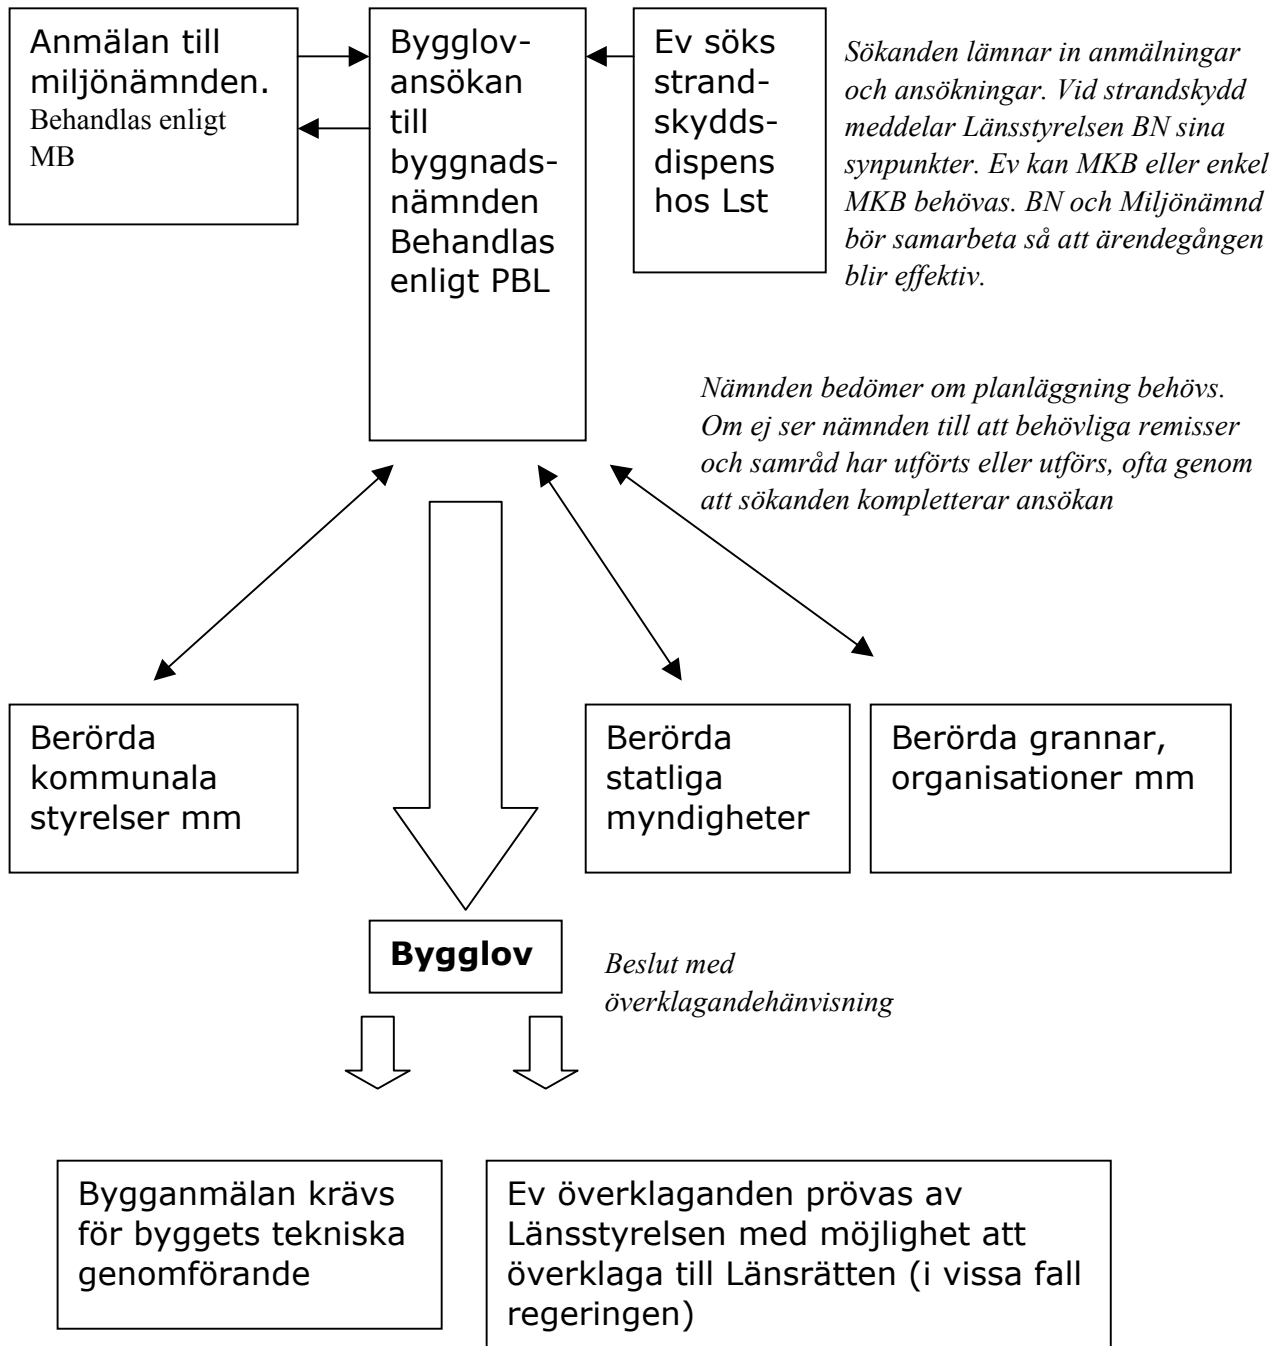 Anmälan till
miljönämnden.
Behandlas enligt
MB
Bygglov-
ansökan
till
byggnads-
nämnden
Behandlas
enligt PBL
Ev söks
strand-
skydds-
dispens
hos Lst
Sökanden lämnar in anmälningar
och ansökningar. Vid strandskydd
meddelar Länsstyrelsen BN sina
synpunkter. Ev kan MKB eller enkel
MKB behövas. BN och Miljönämnd
bör samarbeta så att ärendegången
blir effektiv.
Nämnden bedömer om planläggning behövs.
Om ej ser nämnden till att behövliga remisser
och samråd har utförts eller utförs, ofta genom
att sökanden kompletterar ansökan
Berörda
kommunala
styrelser mm
Berörda
statliga
myndigheter
Berörda grannar,
organisationer mm
Bygglov
Beslut med
överklagandehänvisning
Bygganmälan krävs
för byggets tekniska
genomförande
Ev överklaganden prövas av
Länsstyrelsen med möjlighet att
överklaga till Länsrätten (i vissa fall
regeringen)